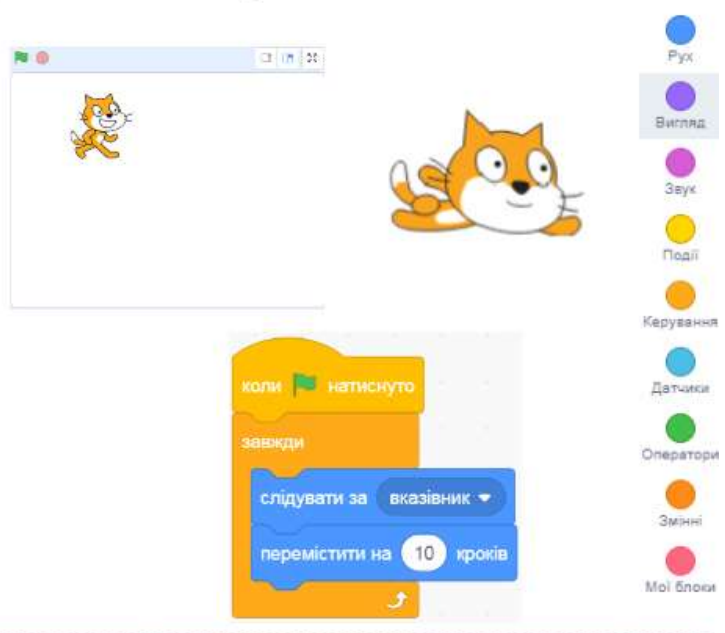 Рух
Вигляд
Звук
Події
Керування
Датчики
Оператори
Змінні
Мої блоки
коли натиснуто
завжди
слідувати за вказівник
перемістити на 10 кроків